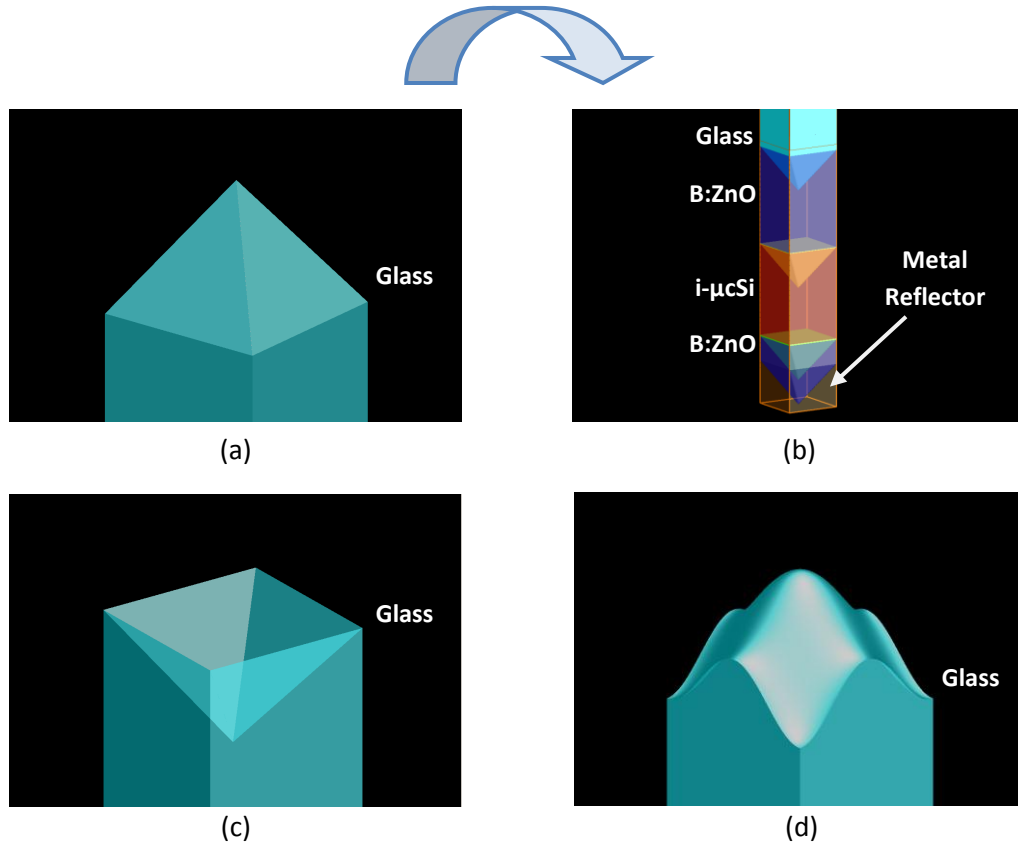 Glass
Glass
B:ZnO
i-µcSi
B:ZnO
Metal
Reflector
(a)
(b)
Glass
Glass
(c)
(d)